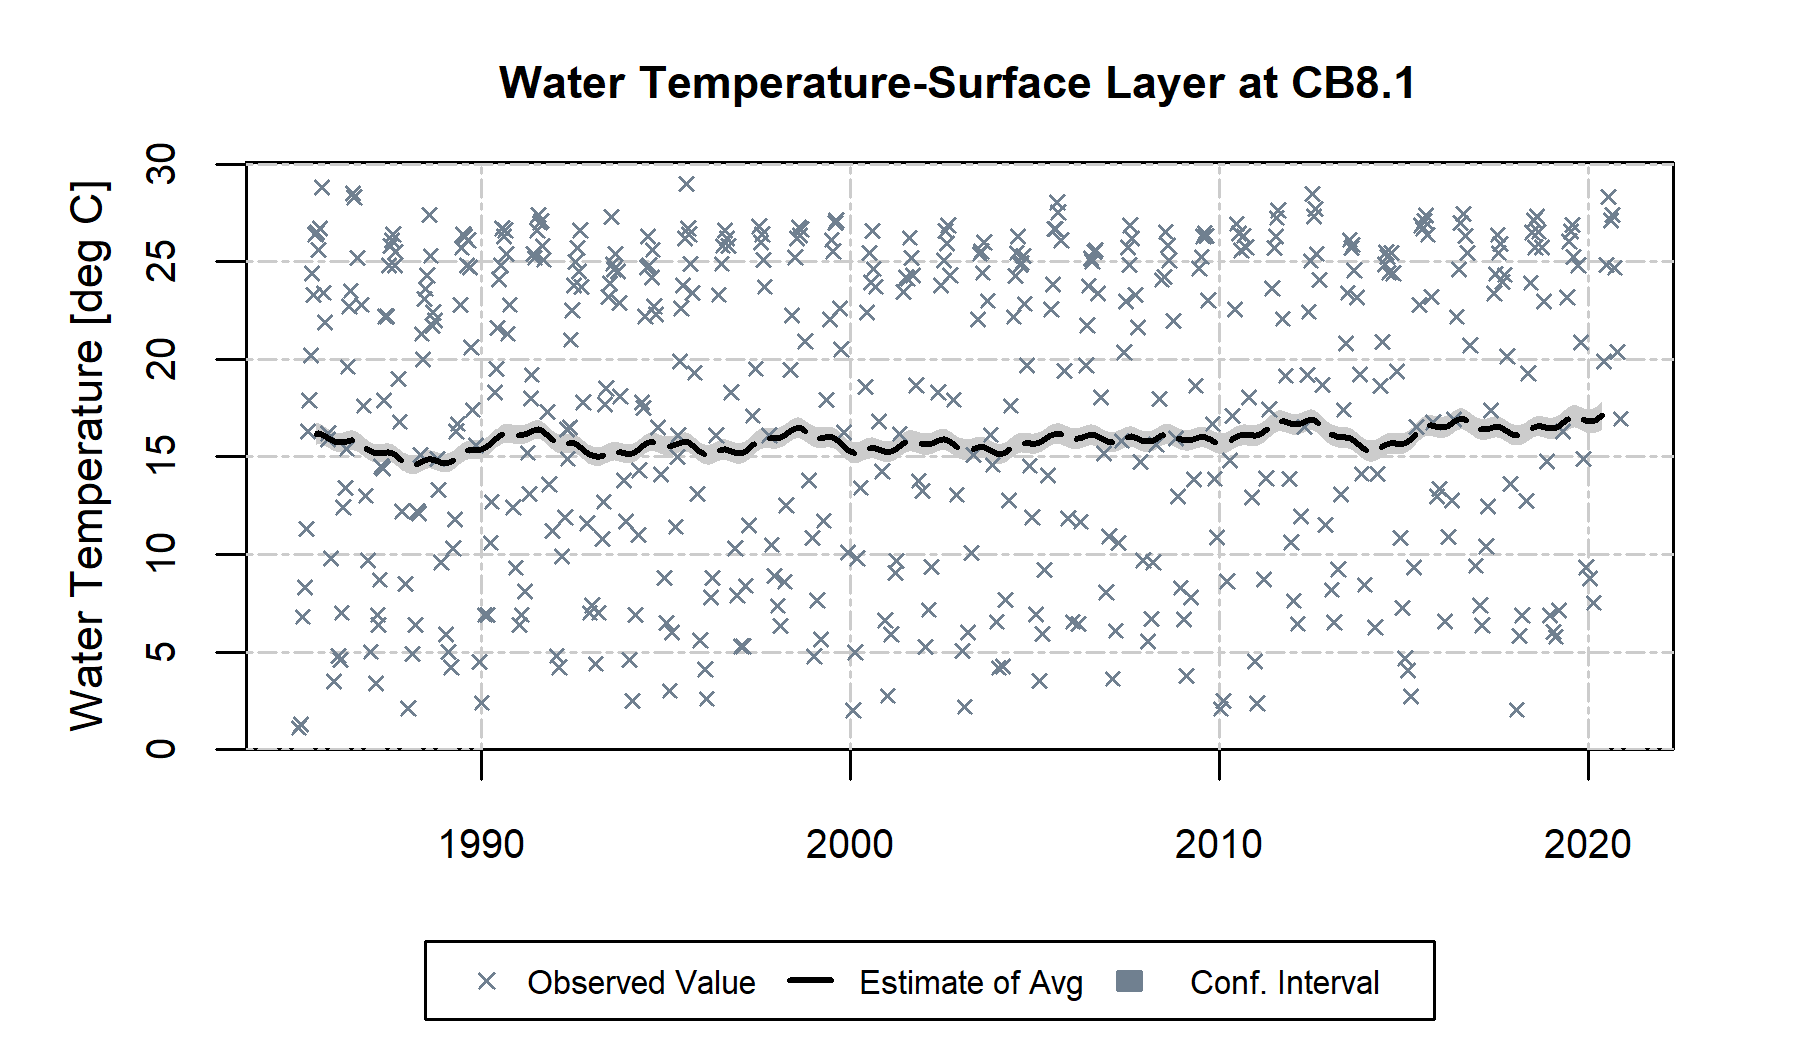 Water Temperature-Surface Layer at CB8.1
Water Temperature [deg C]
30
25
20
15
10
5
0
1990
2000
2010
2020
Observed Value
Estimate of Avg
Conf. Interval